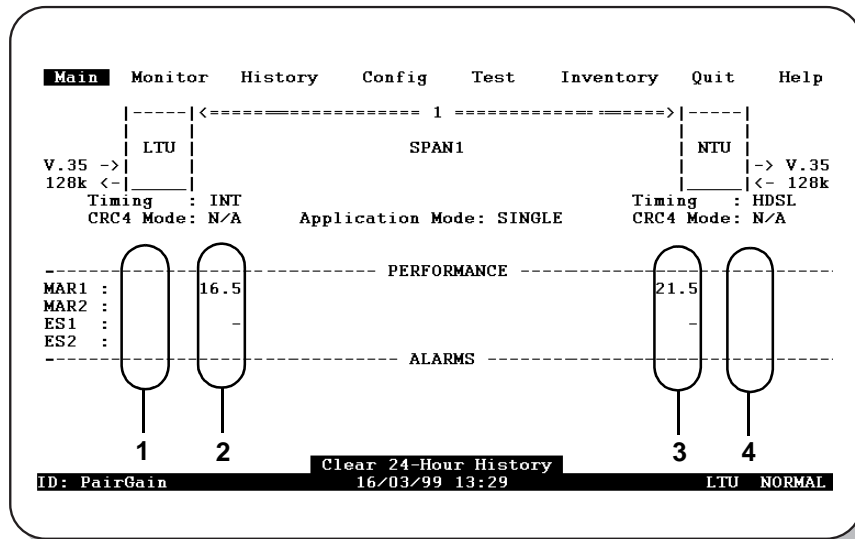 Main Monitor History Config Test Inventory Quit Help
|-----|<===================== 1 =====================>|-----|
LTU SPAN1 NTU
V.35 ->| |-> V.35
128k <-|_____| |_____|<- 128k
Timing : INT Timing : HDSL
CRC4 Mode: N/A Application Mode: SINGLE CRC4 Mode: N/A
PERFORMANCE
MAR1 : 16.5 21.5
MAR2 :
ES1 : - -
ES2 :
ALARMS
1 2 3 4
Clear 24-Hour History
ID: PairGain 16/03/99 13:29 LTU NORMAL